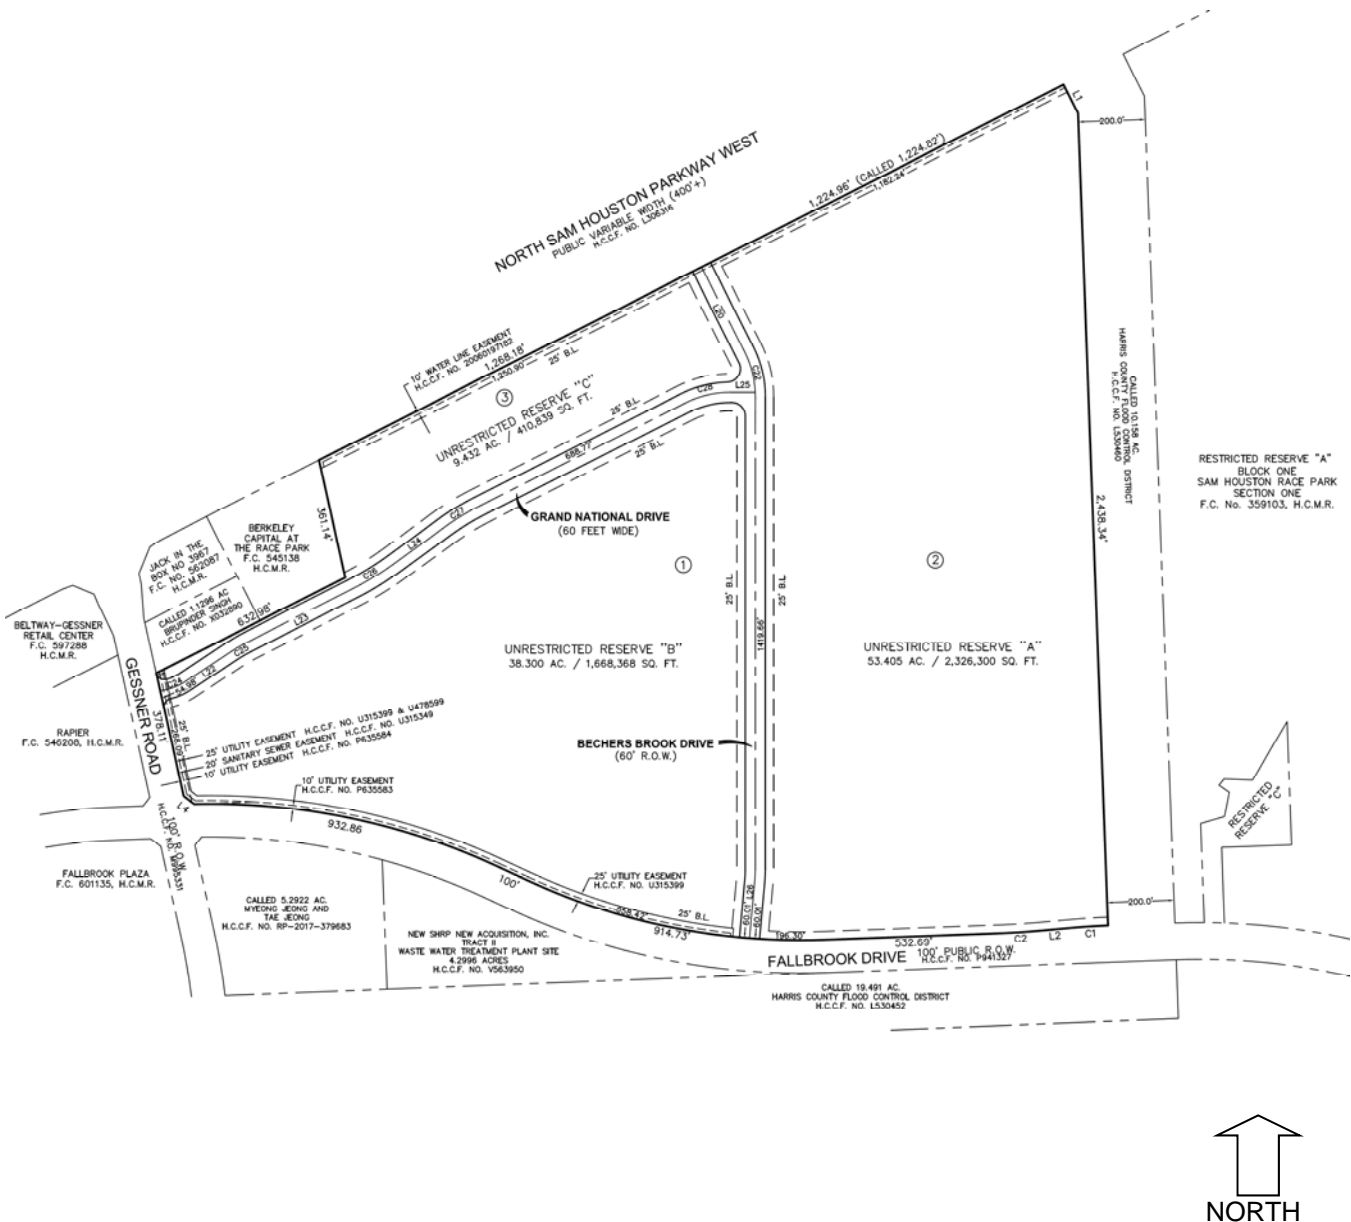 NORTH SAM HOUSTON PARKWAY WEST
PUBLIC VARIABLE WIDTH (400'+)
H.C.C.F. NO. L306316
1,224.96' (CALLED 1,224.82')
1,182.24'
L1
200.0'
10' WATER LINE EASEMENT
H.C.C.F. NO. 20060197162
1,268.18'
1,250.90'
25' B.L.
L20
C22
L25
C28
3
UNRESTRICTED RESERVE "C"
9.432 AC. / 410,839 SQ. FT.
25' B.L.
688.77'
25' B.L.
HARRIS COUNTY FLOOD CONTROL DISTRICT
CALLED 10.158 AC.
H.C.C.F. NO. L530460
2,438.34'
RESTRICTED RESERVE "A"
BLOCK ONE
SAM HOUSTON RACE PARK
SECTION ONE
F.C. No. 359103, H.C.M.R.
361.14'
C27
GRAND NATIONAL DRIVE
(60 FEET WIDE)
BERKELEY
CAPITAL AT
THE RACE PARK
F.C. 545138
H.C.M.R.
JACK IN THE
BOX NO 3967
F.C. NO. 562087
H.C.M.R.
L24
C26
CALLED 1.1296 AC
BRUPINDER SINGH
H.C.C.F. NO. X032890
632.98'
L23
C25
L22
C24
54.98'
1
2
25' B.L.
25' B.L.
1419.66'
BELTWAY-GESSNER
RETAIL CENTER
F.C. 597288
H.C.M.R.
UNRESTRICTED RESERVE "B"
38.300 AC. / 1,668,368 SQ. FT.
UNRESTRICTED RESERVE "A"
53.405 AC. / 2,326,300 SQ. FT.
GESSNER ROAD
378.11
25' B.L.
RAPIER
F.C. 546206, H.C.M.R.
25' UTILITY EASEMENT H.C.C.F. NO. U315399 & U478599
20' SANITARY SEWER EASEMENT H.C.C.F. NO. U315349
10' UTILITY EASEMENT H.C.C.F. NO. P635584
BECHERS BROOK DRIVE
(60' R.O.W.)
10' UTILITY EASEMENT
H.C.C.F. NO. P635583
932.86
100' R.O.W.
RESTRICTED
RESERVE "C"
FALLBROOK PLAZA
F.C. 601135, H.C.M.R.
25' UTILITY EASEMENT
H.C.C.F. NO. U315399
100'
CALLED 5.2922 AC.
MYEONG JEONG AND
TAE JEONG
H.C.C.F. NO. RP-2017-379683
25' B.L.
914.73'
L26
60.01'
60.01'
196.30'
532.69'
C2
L2
C1
200.0'
NEW SHRP NEW ACQUISITION, INC.
TRACT II
WASTE WATER TREATMENT PLANT SITE
4.2996 ACRES
H.C.C.F. NO. V563950
FALLBROOK DRIVE
100' PUBLIC R.O.W.
H.C.C.F. NO. P941327
CALLED 19.491 AC.
HARRIS COUNTY FLOOD CONTROL DISTRICT
H.C.C.F. NO. L530452
NORTH